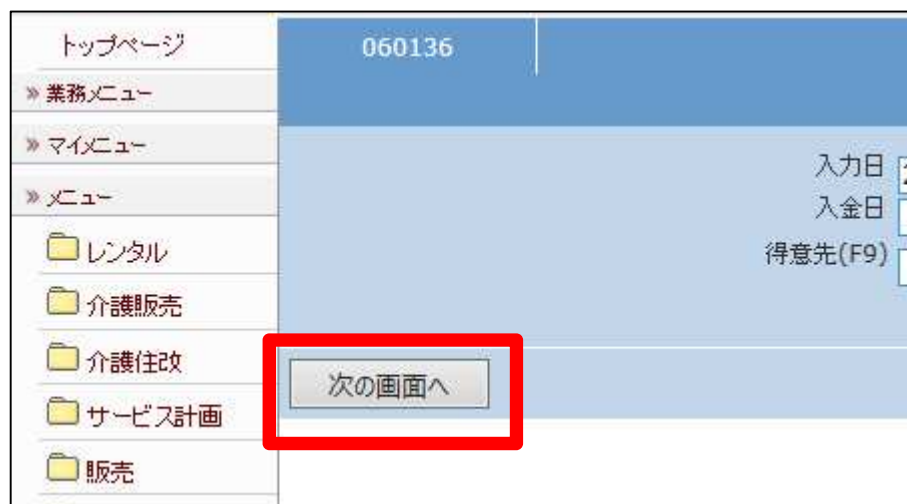 トップページ
060136
» 業務メニュー
» マイメニュー
» メニュー
入力日
入金日
得意先(F9)
レンタル
介護販売
介護住改
次の画面へ
サービス計画
販売